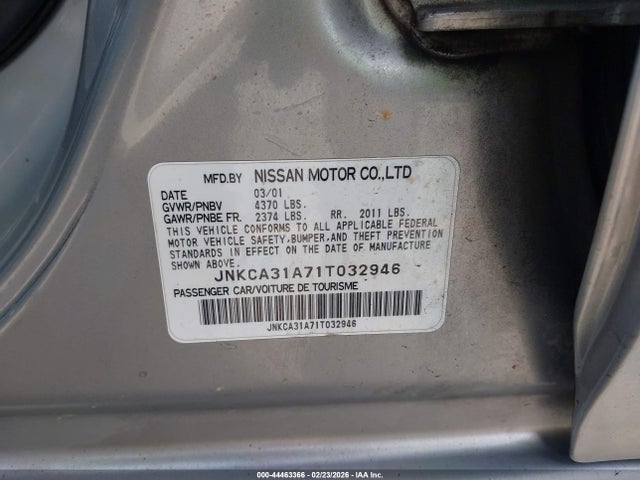 MFD.BY NISSAN MOTOR CO.,LTD
DATE 03/01
GVWR/PNBV 4370 LBS.
GAWR/PNBE FR. 2374 LBS. RR. 2011 LBS.
THIS VEHICLE CONFORMS TO ALL APPLICABLE FEDERAL
MOTOR VEHICLE SAFETY,BUMPER,AND THEFT PREVENTION
STANDARDS IN EFFECT ON THE DATE OF MANUFACTURE
SHOWN ABOVE.
JNKCA31A71T032946
PASSENGER CAR/VOITURE DE TOURISME
JNKCA31A71T032946
000-44463366 - 02/23/2026 - IAA Inc.